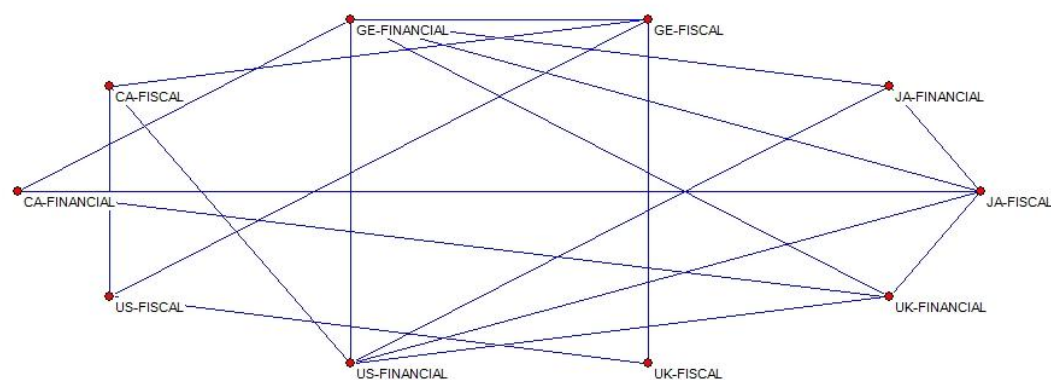 GE-FINANCIAL
GE-FISCAL
CA-FISCAL
JA-FINANCIAL
CA-FINANCIAL
JA-FISCAL
US-FISCAL
UK-FINANCIAL
US-FINANCIAL
UK-FISCAL